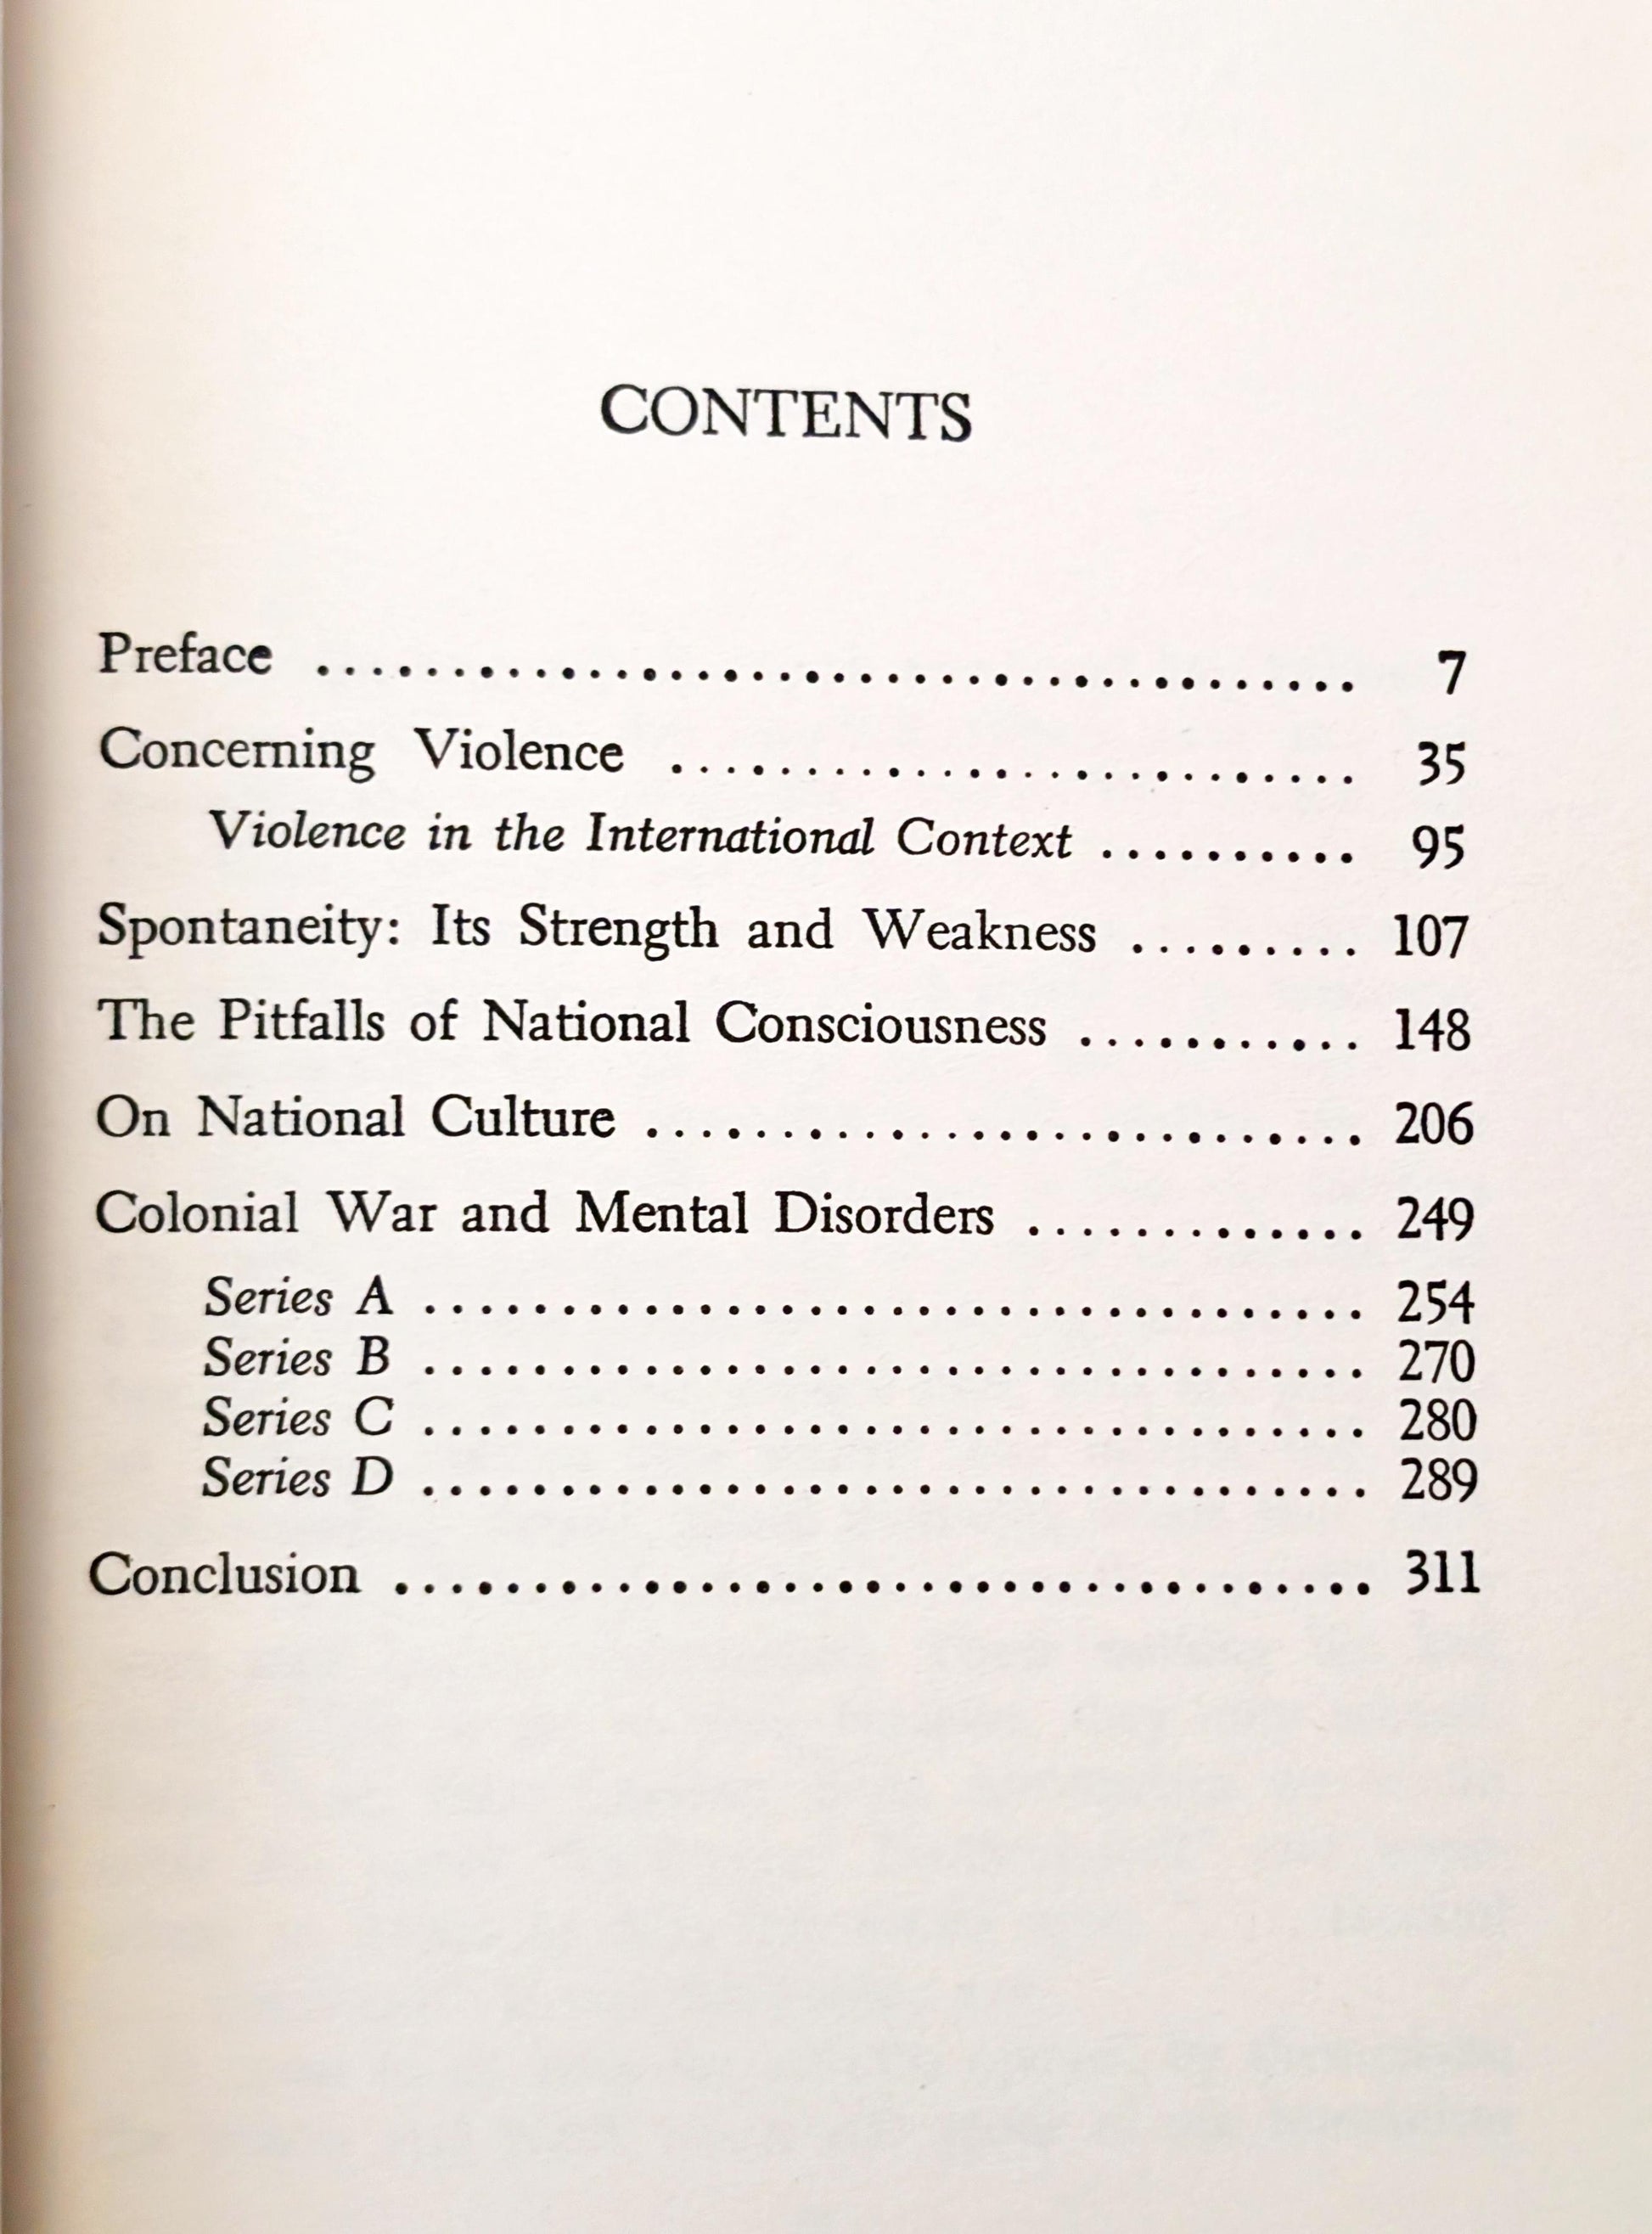 CONTENTS
Preface ....................................... 7
Concerning Violence .......................... 35
Violence in the International Context .......... 95
Spontaneity: Its Strength and Weakness ......... 107
The Pitfalls of National Consciousness ........... 148
On National Culture ........................... 206
Colonial War and Mental Disorders ............. 249
Series A ................................... 254
Series B ................................... 270
Series C ................................... 280
Series D ................................... 289
Conclusion .................................... 311